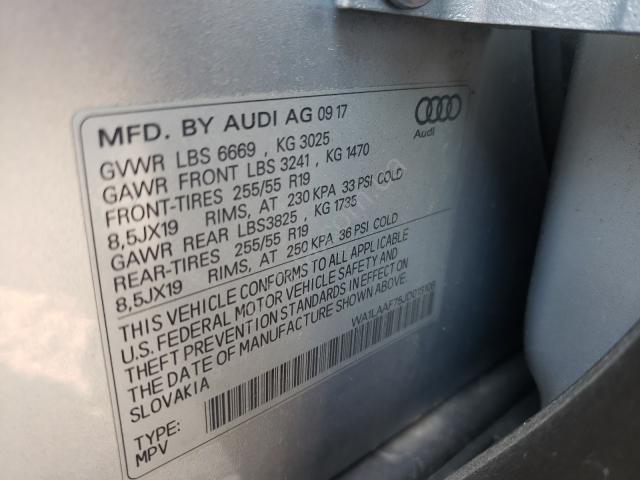 MFD. BY AUDI AG 09 17
Audi
GVWR LBS 6669 , KG 3025
GAWR FRONT LBS 3241 , KG 1470
FRONT-TIRES 255/55 R19
8,5JX19 RIMS, AT 230 KPA 33 PSI COLD
GAWR REAR LBS3825 , KG 1735
REAR-TIRES 255/55 R19
8,5JX19 RIMS, AT 250 KPA 36 PSI COLD
THIS VEHICLE CONFORMS TO ALL APPLICABLE
U.S. FEDERAL MOTOR VEHICLE SAFETY AND
THEFT PREVENTION STANDARDS IN EFFECT ON
THE DATE OF MANUFACTURE SHOWN ABOVE.
SLOVAKIA
TYPE:
MPV